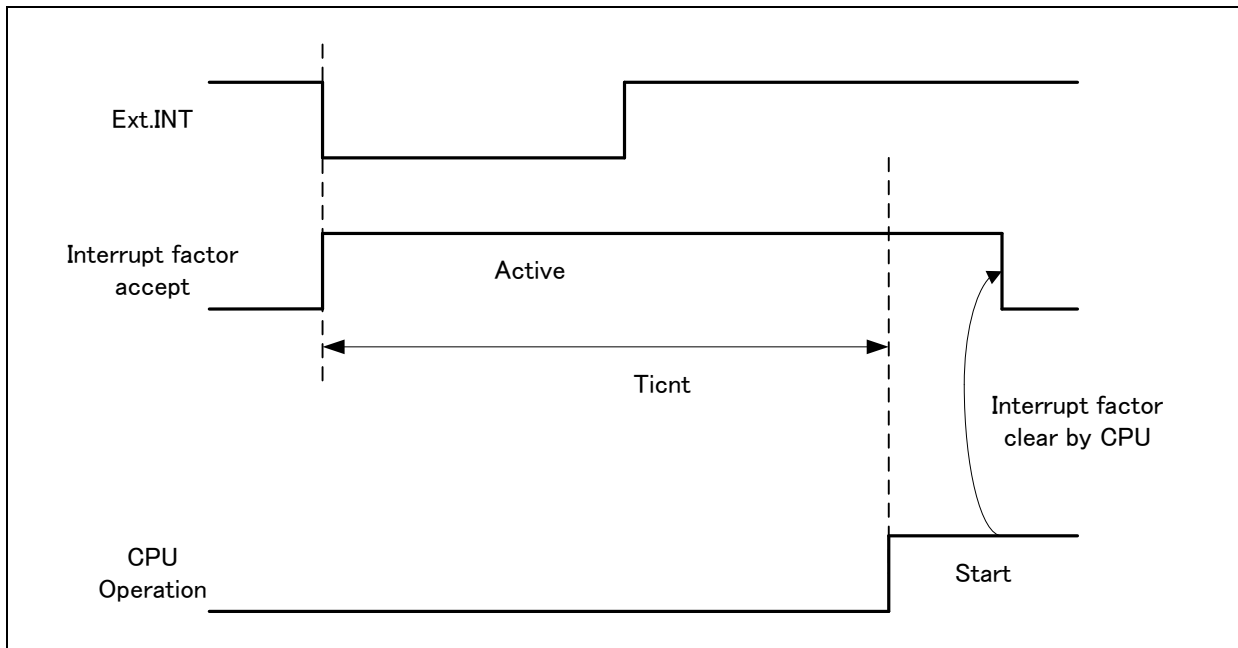 Ext.INT
Interrupt factor
accept
Active
Ticnt
Interrupt factor
clear by CPU
CPU
Operation
Start